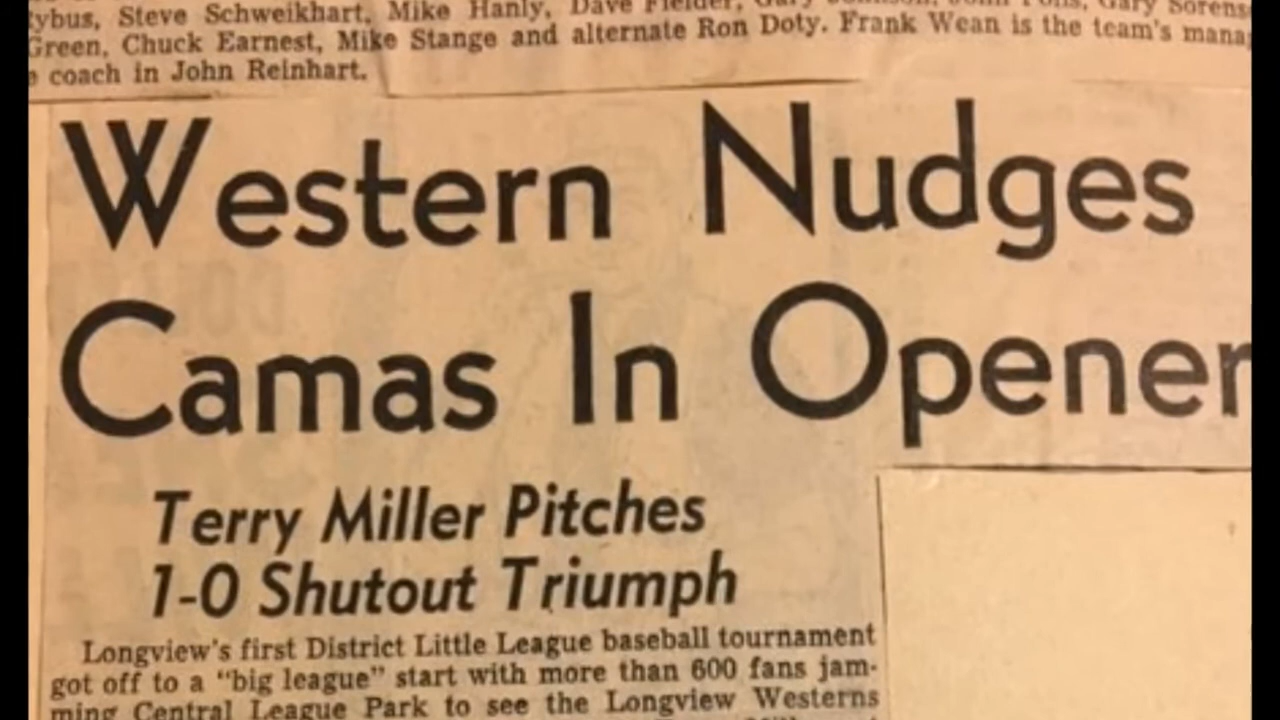 Steve Schweikhart, Mike Hanly, Dave Fielder, Gary
Green, Chuck Earnest, Mike Stange and alternate Ron Doty. Frank Wean is the team's
coach in John Reinhart.
Western Nudges
Camas In Opener
Terry Miller Pitches
1-0 Shutout Triumph
Longview's first District Little League baseball tournament
got off to a "big league" start with more than 600 fans jam-
ming Central League Park to see the Longview Westerns